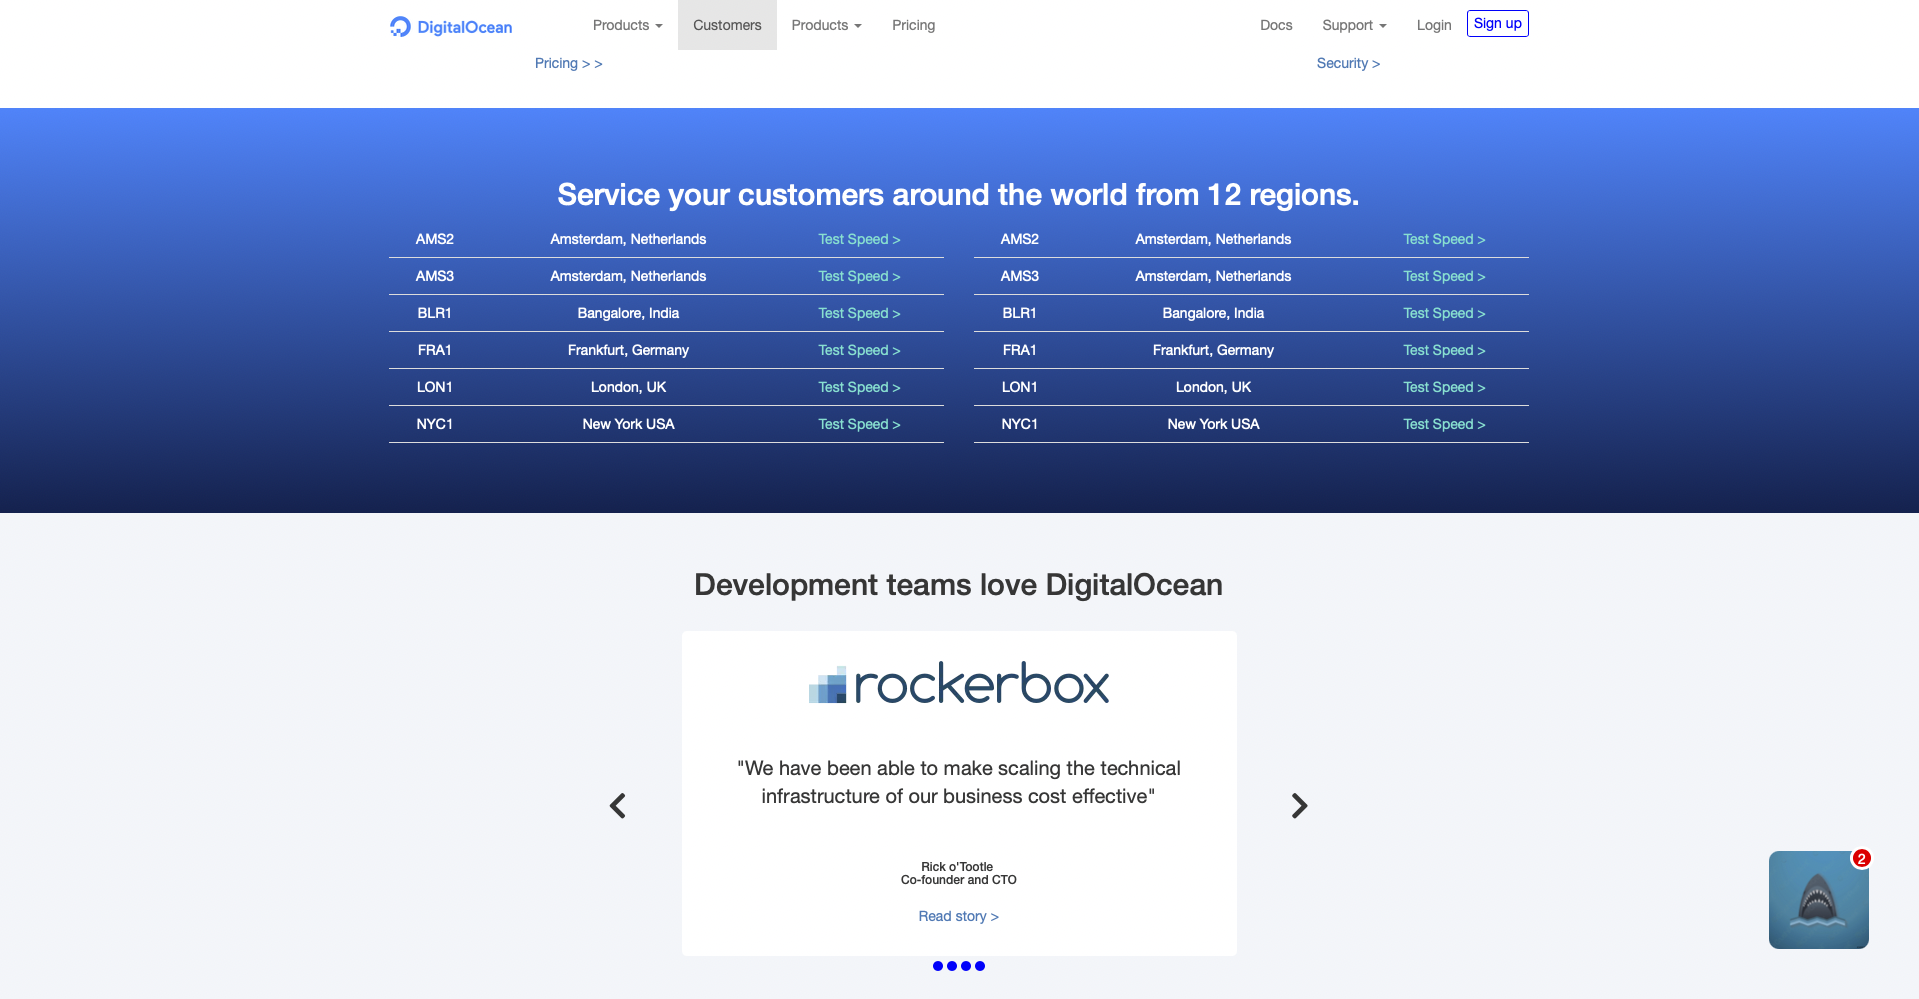 DigitalOcean Products Customers Products Pricing Docs Support Login Sign up
Pricing > > Security >
Service your customers around the world from 12 regions.
AMS2 Amsterdam, Netherlands Test Speed > AMS2 Amsterdam, Netherlands Test Speed >
AMS3 Amsterdam, Netherlands Test Speed > AMS3 Amsterdam, Netherlands Test Speed >
BLR1 Bangalore, India Test Speed > BLR1 Bangalore, India Test Speed >
FRA1 Frankfurt, Germany Test Speed > FRA1 Frankfurt, Germany Test Speed >
LON1 London, UK Test Speed > LON1 London, UK Test Speed >
NYC1 New York USA Test Speed > NYC1 New York USA Test Speed >
Development teams love DigitalOcean
rockerbox
"We have been able to make scaling the technical
infrastructure of our business cost effective"
Rick o'Tootle
Co-founder and CTO
Read story >
2